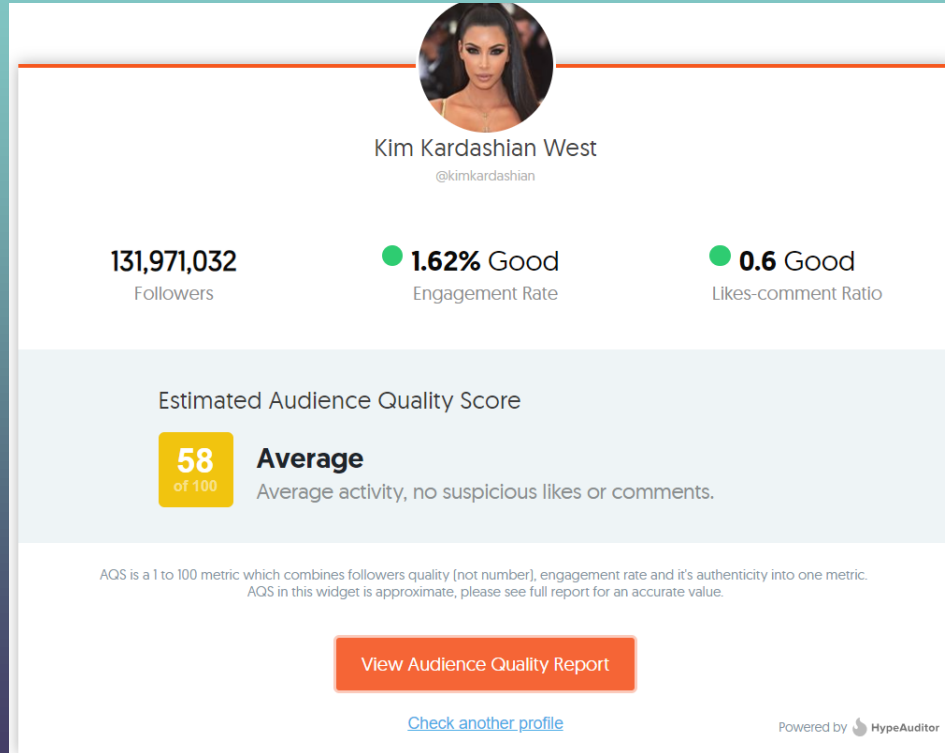 Kim Kardashian West
@kimkardashian
131,971,032
Followers
1.62% Good
Engagement Rate
0.6 Good
Likes-comment Ratio
Estimated Audience Quality Score
58
of 100
Average
Average activity, no suspicious likes or comments.
AQS is a 1 to 100 metric which combines followers quality (not number), engagement rate and it's authenticity into one metric.
AQS in this widget is approximate, please see full report for an accurate value.
View Audience Quality Report
Check another profile
Powered by HypeAuditor